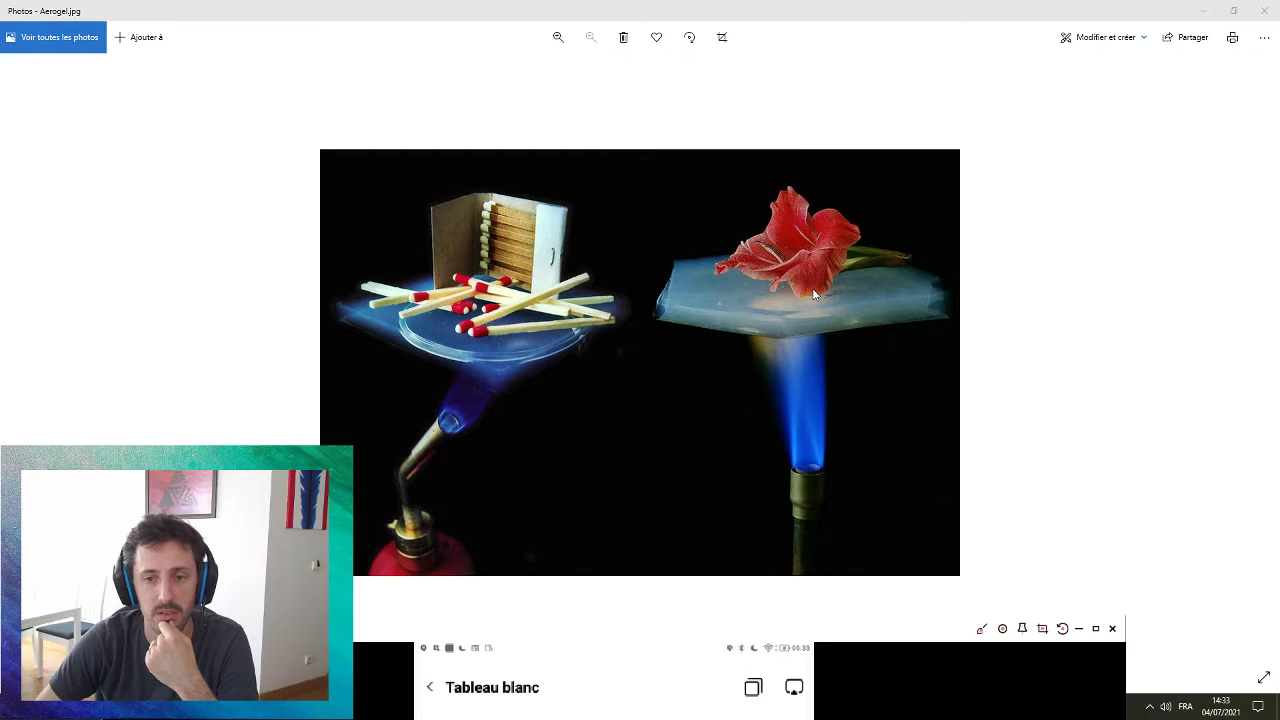 Photos - Aerogel.jpg
Voir toutes les photos
Ajouter à
Modifier et créer
Partager
Tableau blanc
14:33
FRA
04/07/2021